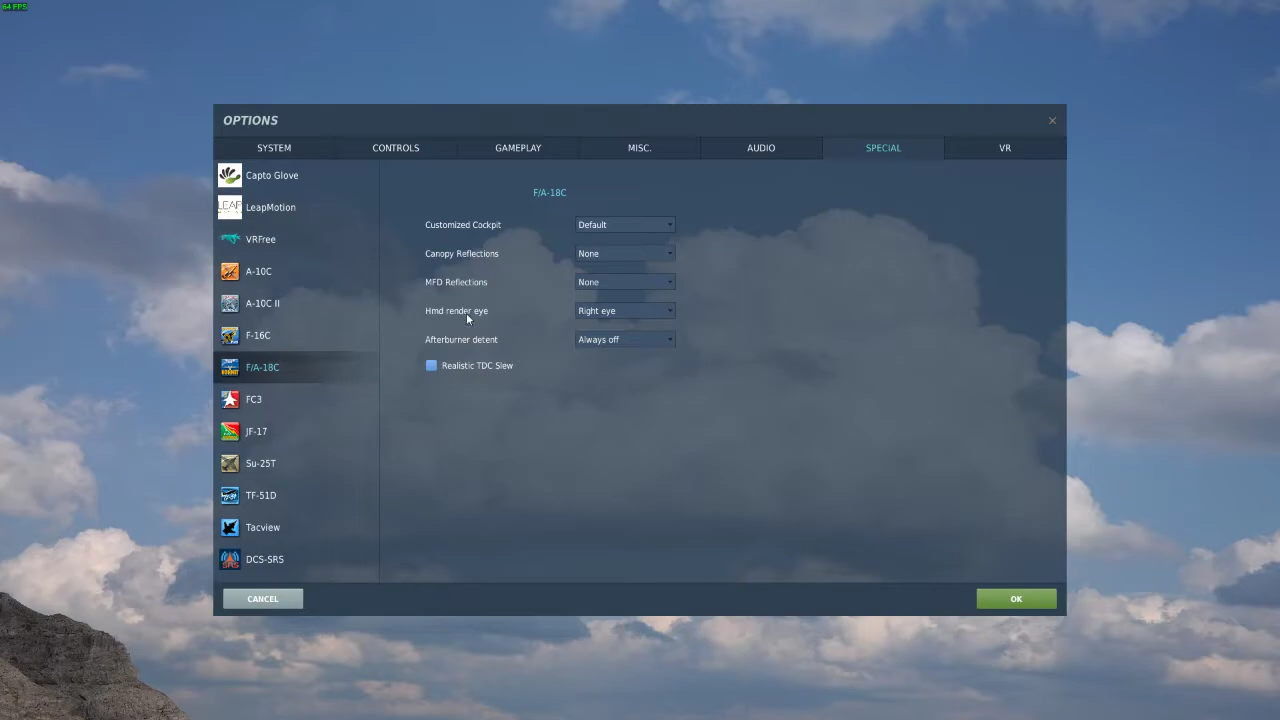 64 FPS
OPTIONS
SYSTEM CONTROLS GAMEPLAY MISC. AUDIO SPECIAL VR
Capto Glove
LEAP
LeapMotion
VRFree
A-10C
A-10C II
F-16C
F/A-18C
FC3
JF-17
Su-25T
TF-51D
Tacview
SRS
DCS-SRS
F/A-18C
Customized Cockpit Default
Canopy Reflections None
MFD Reflections None
Hmd render eye Right eye
Afterburner detent Always off
Realistic TDC Slew
CANCEL OK